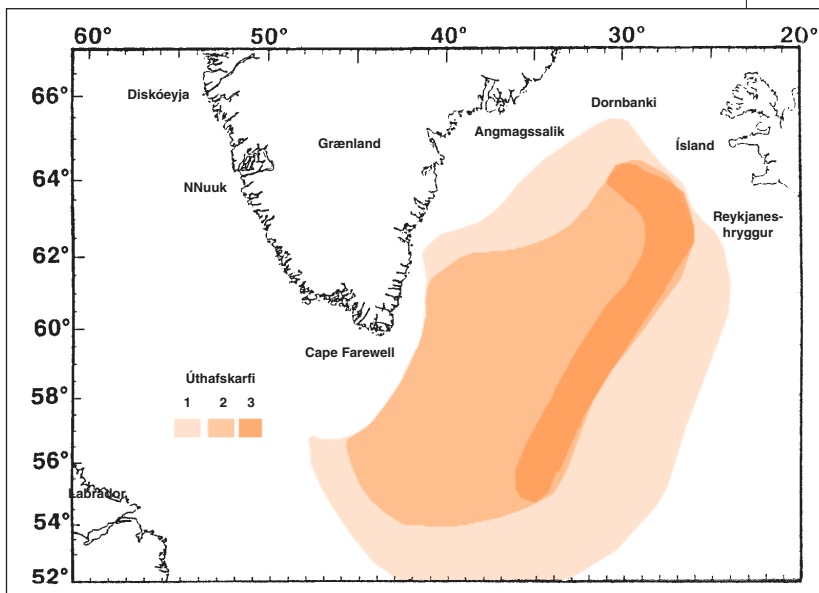 60° 50° 40° 30° 20°
66°
Diskóeyja
Dornbanki
Angmagssalik
Grænland
Ísland
64°
NNuuk
Reykjanes-
hryggur
62°
60°
Cape Farewell
Úthafskarfi
58°
1 2 3
56°
Labrador
54°
52°